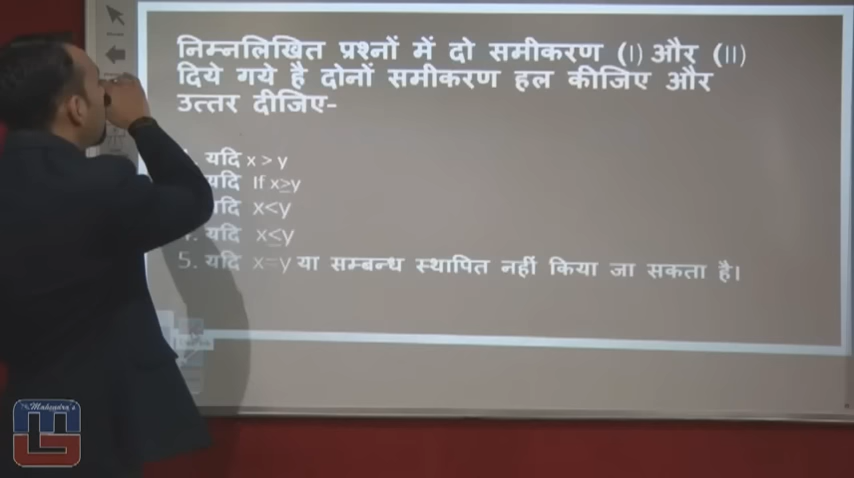 निम्नलिखित प्रश्नों में दो समीकरण (I) और (II)
दिये गये है दोनों समीकरण हल कीजिए और
उत्तर दीजिए-
. यदि x > y
यदि If x≥y
यदि x<y
. यदि x≤y
5. यदि x=y या सम्बन्ध स्थापित नहीं किया जा सकता है।
Mahendra's